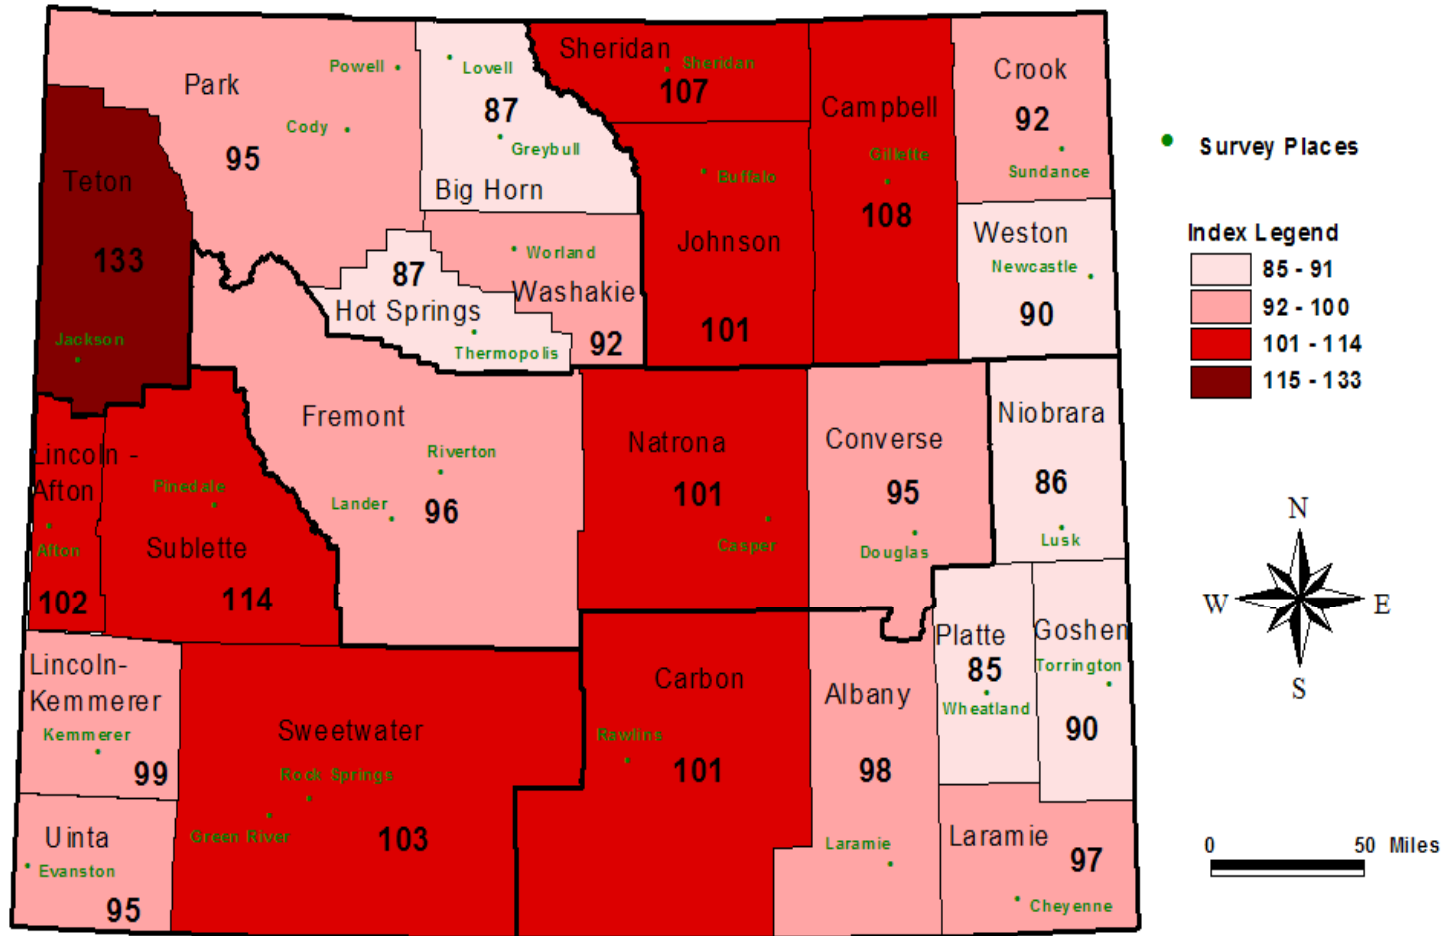 Sheridan
Sheridan
107
Park
Powell
Cody
95
Lovell
87
Greybull
Big Horn
Campbell
Gillette
108
Crook
92
Sundance
Survey Places
Teton
133
Jackson
Buffalo
Johnson
101
Worland
Washakie
92
87
Hot Springs
Thermopolis
Weston
Newcastle
90
Index Legend
85 - 91
92 - 100
101 - 114
115 - 133
Fremont
Riverton
Lander
96
Natrona
101
Casper
Converse
95
Douglas
Niobrara
86
Lusk
Lincoln -
Afton
Afton
102
Pinedale
Sublette
114
N
W
E
S
Platte
85
Wheatland
Goshen
Torrington
90
Lincoln-
Kemmerer
Kemmerer
99
Sweetwater
Rock Springs
Green River
103
Carbon
Rawlins
101
Albany
98
Laramie
Uinta
Evanston
95
Laramie
97
Cheyenne
0 50 Miles